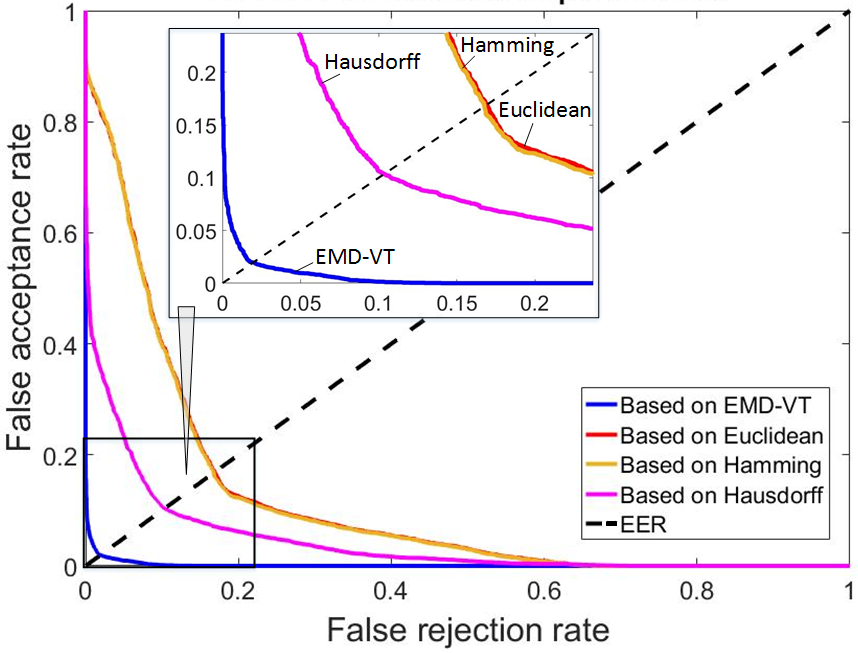 1
0.8
0.6
0.4
0.2
0
False acceptance rate
0.2
0.15
0.1
0.05
0
Hausdorff
Hamming
Euclidean
EMD-VT
0 0.05 0.1 0.15 0.2
Based on EMD-VT
Based on Euclidean
Based on Hamming
Based on Hausdorff
EER
0 0.2 0.4 0.6 0.8 1
False rejection rate